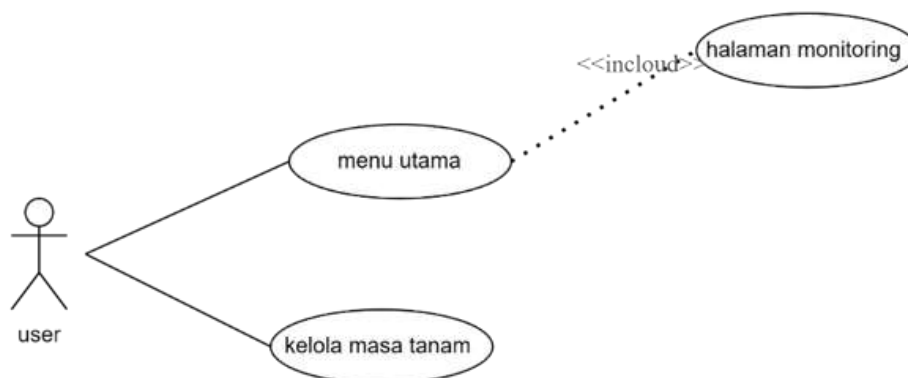 halaman monitoring
<<incloud>>
menu utama
user
kelola masa tanam